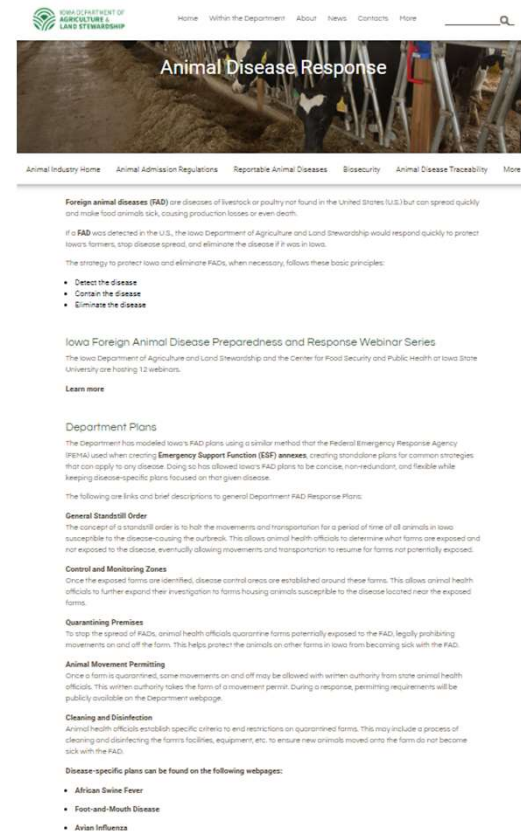 IOWA DEPARTMENT OF
AGRICULTURE &
LAND STEWARDSHIP
Home Within the Department About News Contacts More
Animal Disease Response
Animal Industry Home Animal Admission Regulations Reportable Animal Diseases Biosecurity Animal Disease Traceability More
Foreign animal diseases (FAD) are diseases of livestock or poultry not found in the United States (U.S.) but can spread quickly
and make food animals sick, causing production losses or even death.
If a FAD was detected in the U.S., the Iowa Department of Agriculture and Land Stewardship would respond quickly to protect
Iowa's farmers, stop disease spread, and eliminate the disease if it was in Iowa.
The strategy to protect Iowa and eliminate FADs, when necessary, follows these basic principles:
• Detect the disease
• Contain the disease
• Eliminate the disease
Iowa Foreign Animal Disease Preparedness and Response Webinar Series
The Iowa Department of Agriculture and Land Stewardship and the Center for Food Security and Public Health at Iowa State
University are hosting 12 webinars.
Learn more
Department Plans
The Department has modeled Iowa's FAD plans using a similar method that the Federal Emergency Response Agency
(FEMA) used when creating Emergency Support Function (ESF) annexes, creating standalone plans for common strategies
that can apply to any disease. Doing so has allowed Iowa's FAD plans to be concise, non-redundant, and flexible while
keeping disease-specific plans focused on that given disease.
The following are links and brief descriptions to general Department FAD Response Plans:
General Standstill Order
The concept of a standstill order is to halt the movements and transportation for a period of time of all animals in Iowa
susceptible to the disease-causing the outbreak. This allows animal health officials to determine what farms are exposed and
not exposed to the disease, eventually allowing movements and transportation to resume for farms not potentially exposed.
Control and Monitoring Zones
Once the exposed farms are identified, disease control areas are established around these farms. This allows animal health
officials to further expand their investigation to farms housing animals susceptible to the disease located near the exposed
farms.
Quarantining Premises
To stop the spread of FADs, animal health officials quarantine farms potentially exposed to the FAD, legally prohibiting
movements on and off the farm. This helps protect the animals on other farms in Iowa from becoming sick with the FAD.
Animal Movement Permitting
Once a farm is quarantined, some movements on and off may be allowed with written authority from state animal health
officials. This written authority takes the form of a movement permit. During a response, permitting requirements will be
publicly available on the Department webpage.
Cleaning and Disinfection
Animal health officials establish specific criteria to end restrictions on quarantined farms. This may include a process of
cleaning and disinfecting the farm's facilities, equipment, etc. to ensure new animals moved onto the farm do not become
sick with the FAD.
Disease-specific plans can be found on the following webpages:
• African Swine Fever
• Foot-and-Mouth Disease
• Avian Influenza